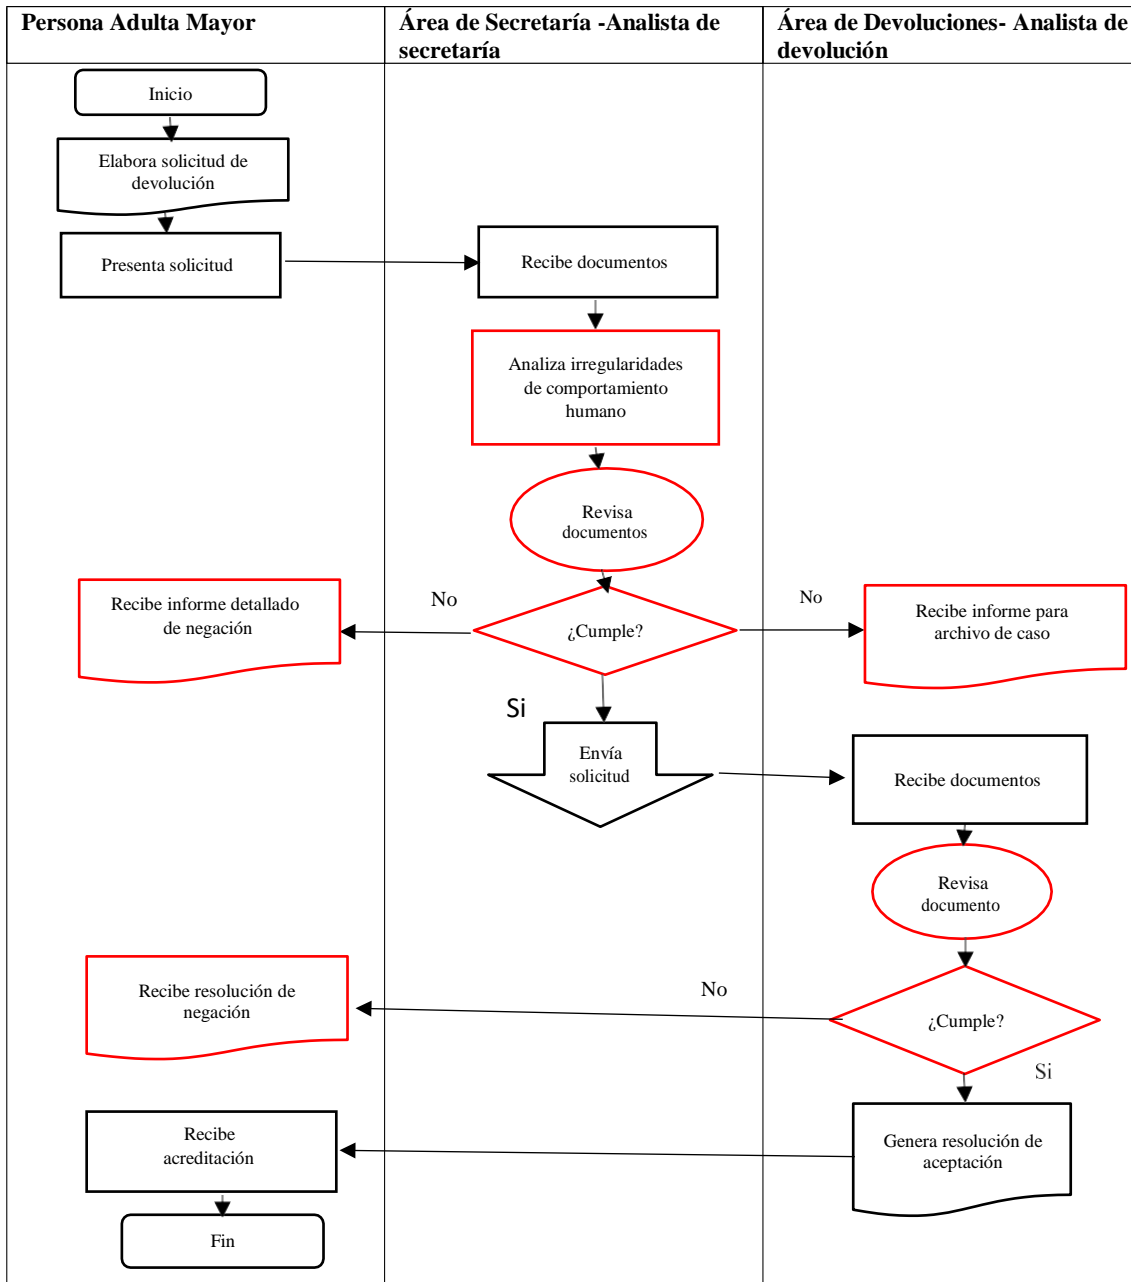 Persona Adulta Mayor
Área de Secretaría -Analista de
secretaría
Área de Devoluciones- Analista de
devolución
Inicio
Elabora solicitud de
devolución
Presenta solicitud
Recibe documentos
Analiza irregularidades
de comportamiento
humano
Revisa
documentos
¿Cumple?
No
Recibe informe detallado
de negación
No
Recibe informe para
archivo de caso
Si
Envía
solicitud
Recibe documentos
Revisa
documento
¿Cumple?
No
Recibe resolución de
negación
Si
Genera resolución de
aceptación
Recibe
acreditación
Fin